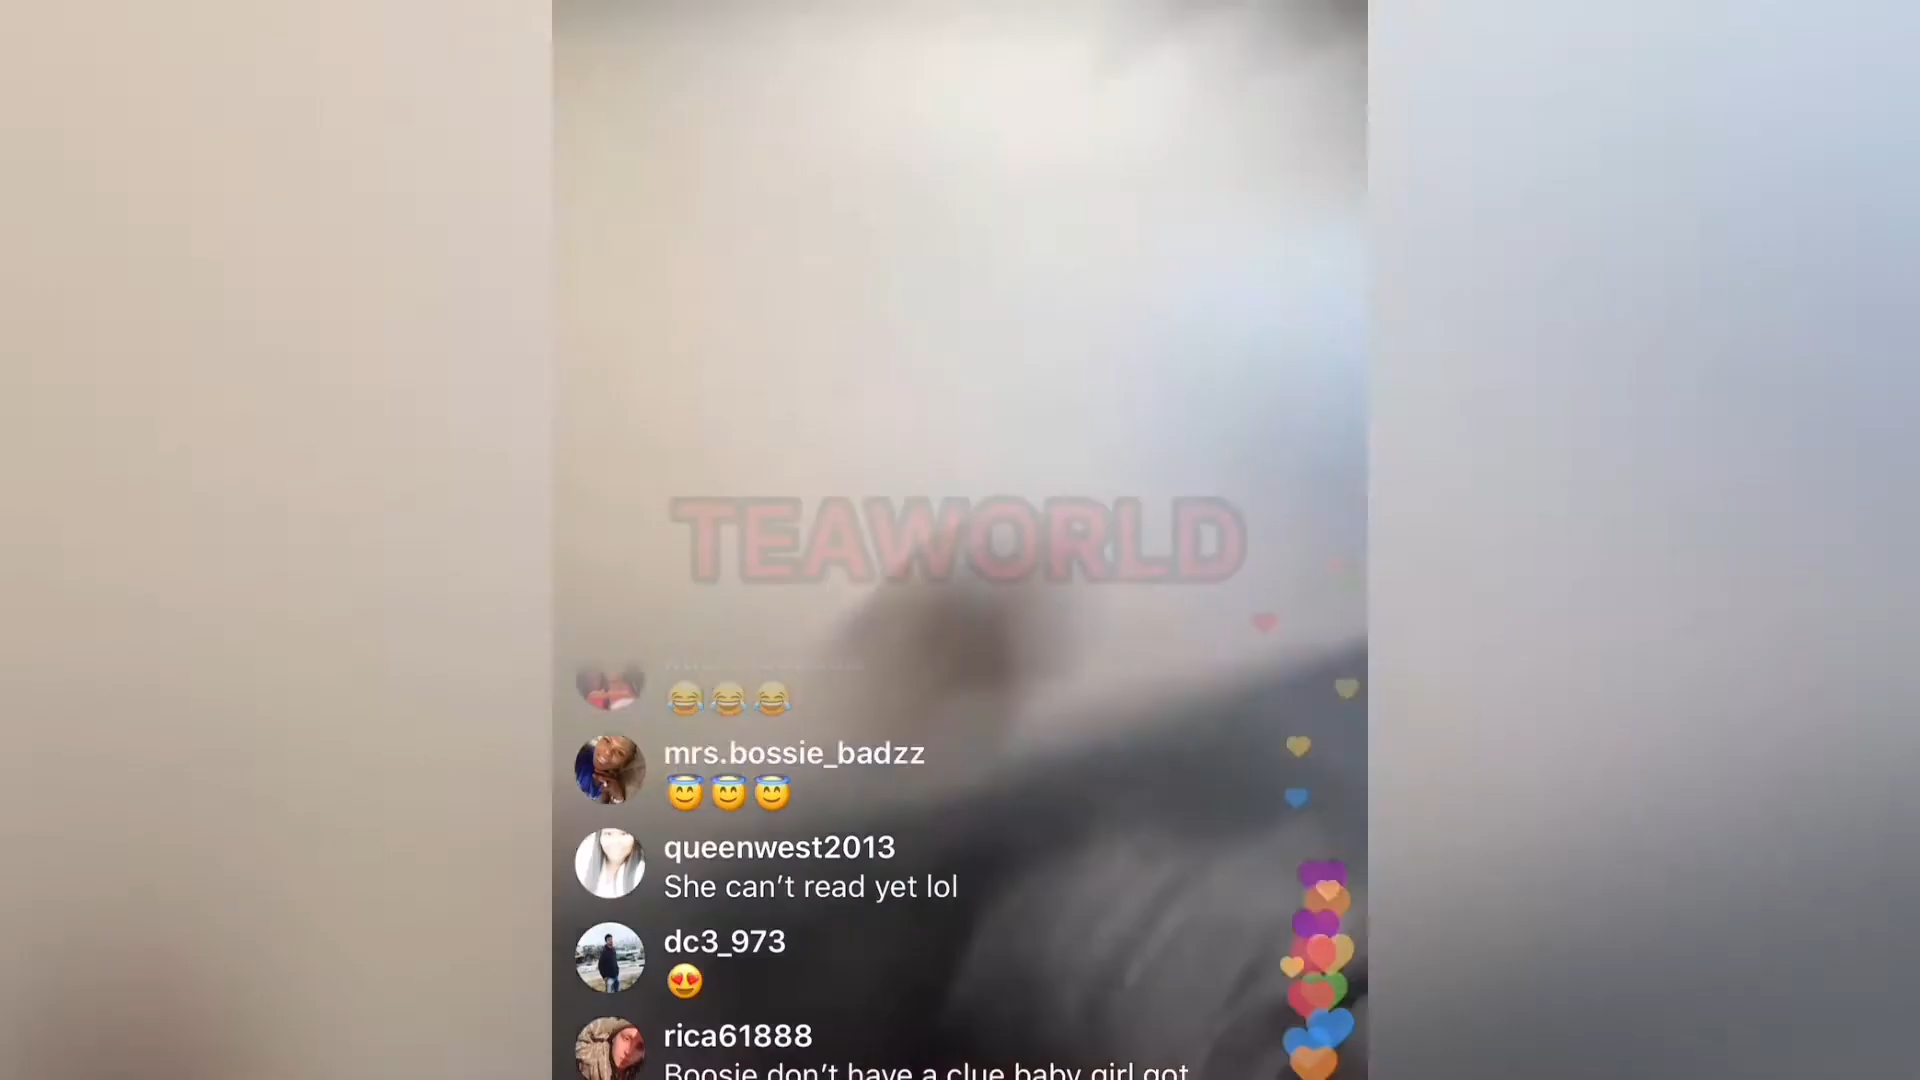 TEAWORLD
😂😂😂
mrs.bossie_badzz
😇😇😇
queenwest2013
She can’t read yet lol
dc3_973
😍
rica61888
Boosie don’t have a clue baby girl got